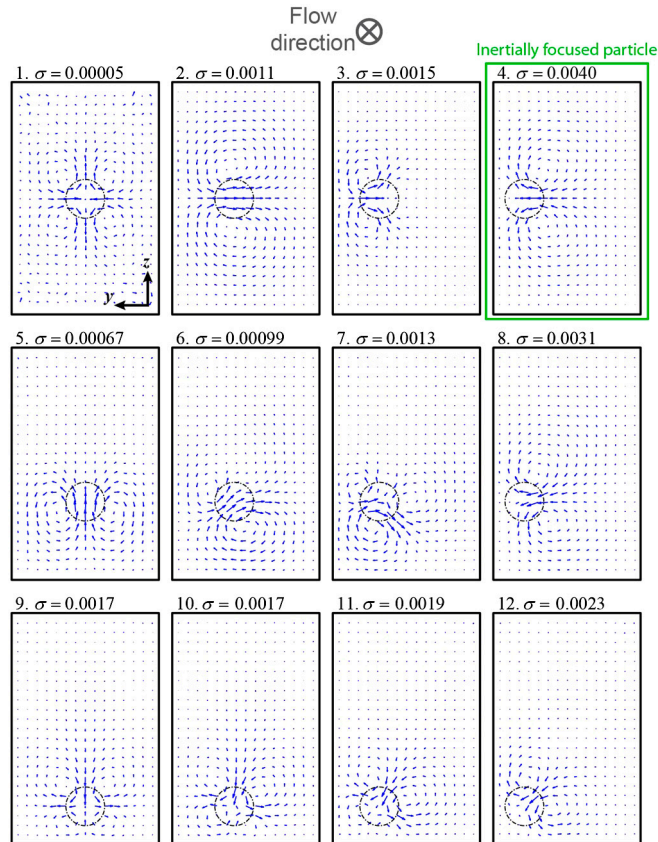 Flow
direction
Inertially focused particle
1. σ = 0.00005
2. σ = 0.0011
3. σ = 0.0015
4. σ = 0.0040
z
y
5. σ = 0.00067
6. σ = 0.00099
7. σ = 0.0013
8. σ = 0.0031
9. σ = 0.0017
10. σ = 0.0017
11. σ = 0.0019
12. σ = 0.0023